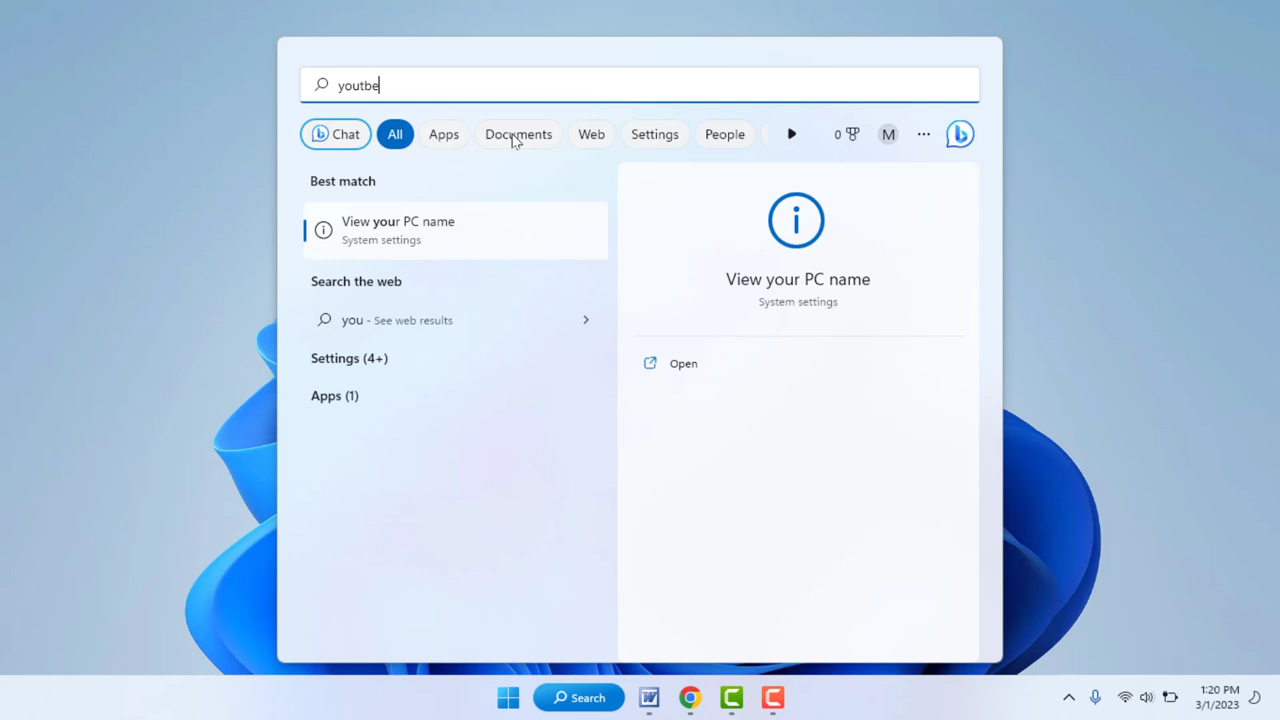 youtbe
Chat All Apps Documents Web Settings People 0 M ...
Best match
View your PC name
System settings
Search the web
you - See web results
Settings (4+)
Apps (1)
View your PC name
System settings
Open
Search
1:20 PM
3/1/2023